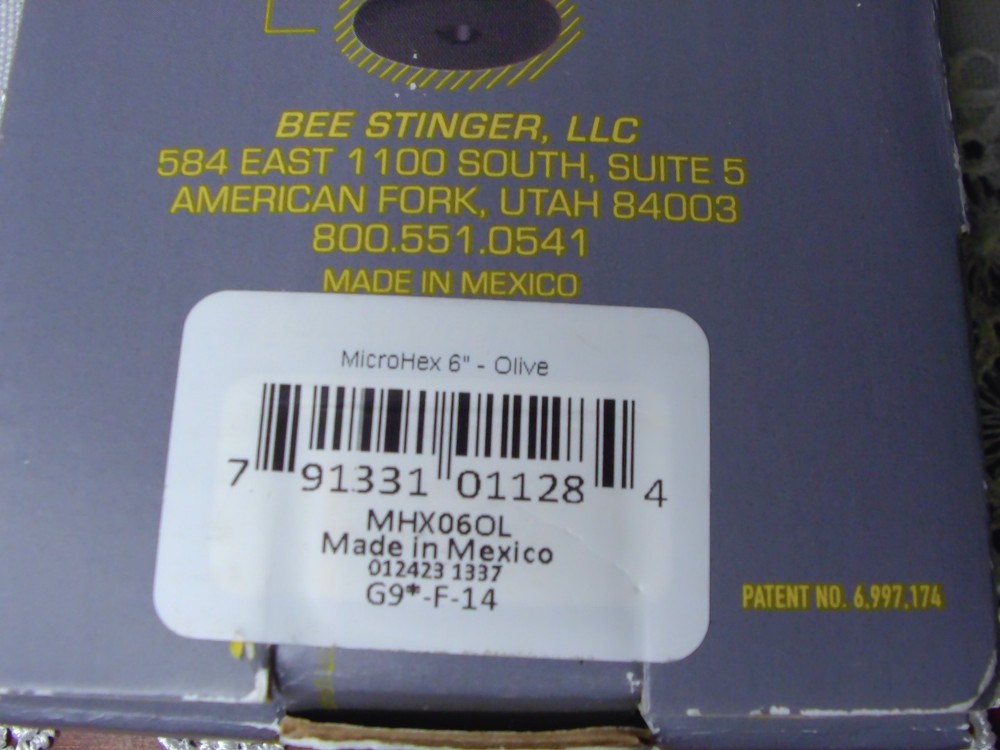 BEE STINGER, LLC
584 EAST 1100 SOUTH, SUITE 5
AMERICAN FORK, UTAH 84003
800.551.0541
MADE IN MEXICO
MicroHex 6" - Olive
7 91331 01128 4
MHX06OL
Made in Mexico
012423 1337
G9*-F-14
PATENT NO. 6,997,174